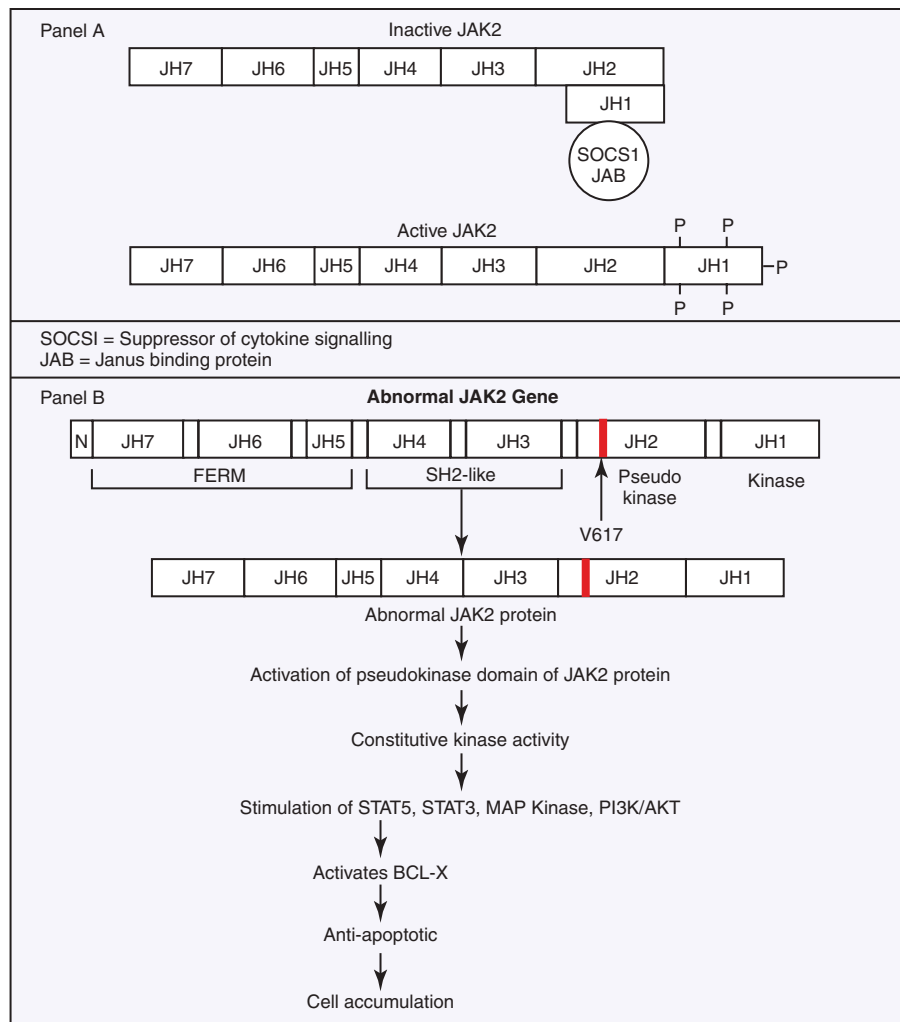 Panel A
Inactive JAK2
JH7 JH6 JH5 JH4 JH3 JH2
JH1
SOCS1
JAB
Active JAK2
P P
JH7 JH6 JH5 JH4 JH3 JH2 JH1 P
P P
SOCSI = Suppressor of cytokine signalling
JAB = Janus binding protein
Panel B
Abnormal JAK2 Gene
N JH7 JH6 JH5 JH4 JH3 JH2 JH1
FERM SH2-like Pseudo Kinase
kinase
V617
JH7 JH6 JH5 JH4 JH3 JH2 JH1
Abnormal JAK2 protein
Activation of pseudokinase domain of JAK2 protein
Constitutive kinase activity
Stimulation of STAT5, STAT3, MAP Kinase, PI3K/AKT
Activates BCL-X
Anti-apoptotic
Cell accumulation